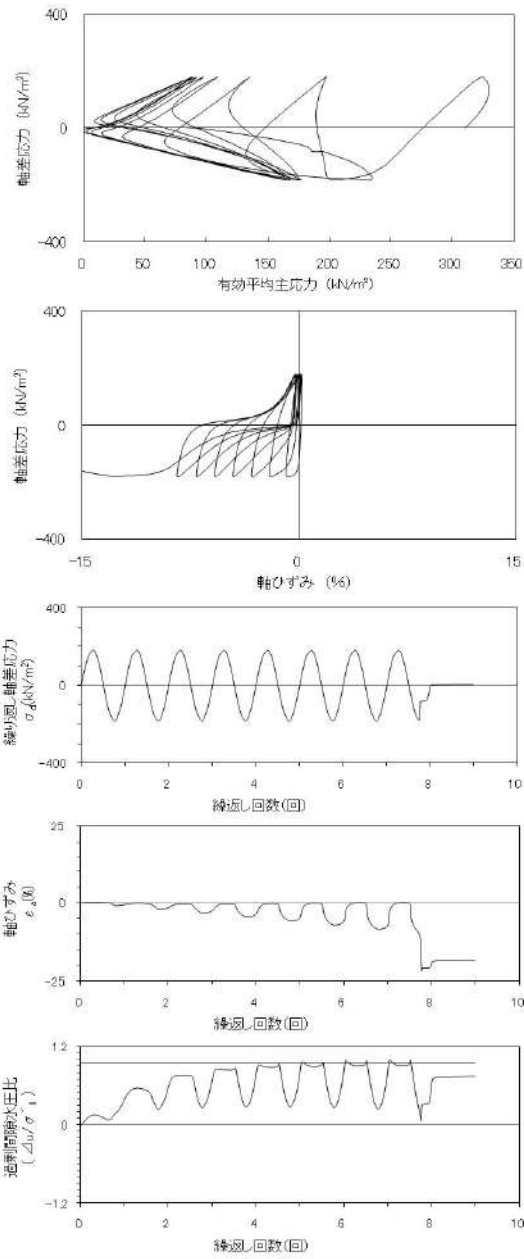 400
0
−400
軸差応力 (kN/m²)
0 50 100 150 200 250 300 350
有効平均主応力 (kN/m²)
400
0
−400
軸差応力 (kN/m²)
−15 0 15
軸ひずみ (%)
400
0
−400
繰り返し軸差応力
σd(kN/m²)
0 2 4 6 8 10
繰返し回数(回)
25
0
−25
軸ひずみ
εa(%)
0 2 4 6 8 10
繰返し回数(回)
1.2
0
−1.2
過剰間隙水圧比
(⊿u/σ'
0 2 4 6 8 10
繰返し回数(回)